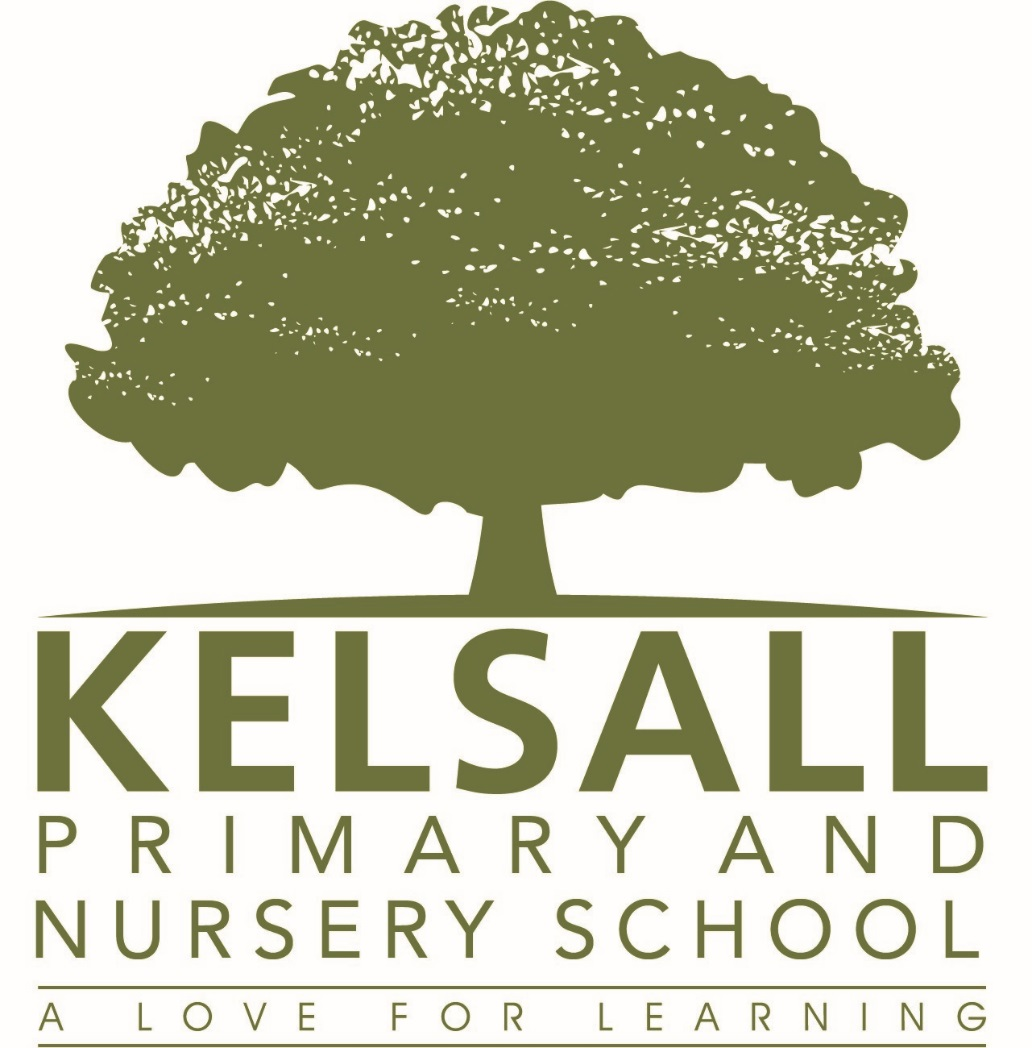 KELSALL
PRIMARY AND
NURSERY SCHOOL
A LOVE FOR LEARNING